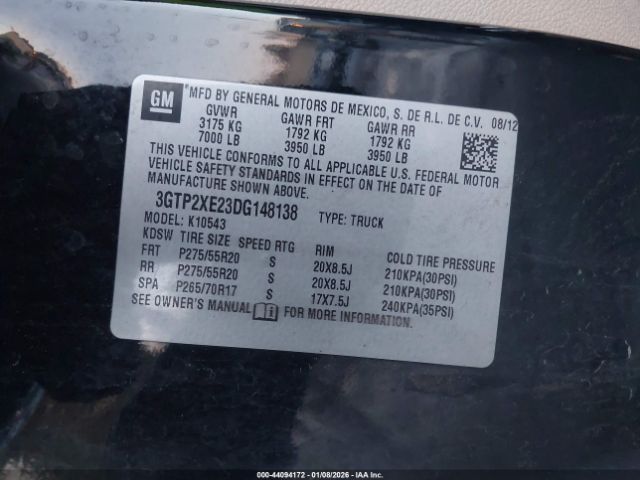 GM
"MFD BY GENERAL MOTORS DE MEXICO, S. DE R.L. DE C.V. 08/12
GVWR GAWR FRT GAWR RR
3175 KG 1792 KG 1792 KG
7000 LB 3950 LB 3950 LB
THIS VEHICLE CONFORMS TO ALL APPLICABLE U.S. FEDERAL MOTOR
VEHICLE SAFETY STANDARDS IN EFFECT ON THE DATE OF
MANUFACTURE SHOWN ABOVE.
3GTP2XE23DG148138 TYPE: TRUCK
MODEL: K10543
KDSW TIRE SIZE SPEED RTG RIM COLD TIRE PRESSURE
FRT P275/55R20 S 20X8.5J 210KPA(30PSI)
RR P275/55R20 S 20X8.5J 210KPA(30PSI)
SPA P265/70R17 S 17X7.5J 240KPA(35PSI)
SEE OWNER'S MANUAL i FOR MORE INFORMATION.
000-44094172 - 01/08/2026 - IAA Inc.